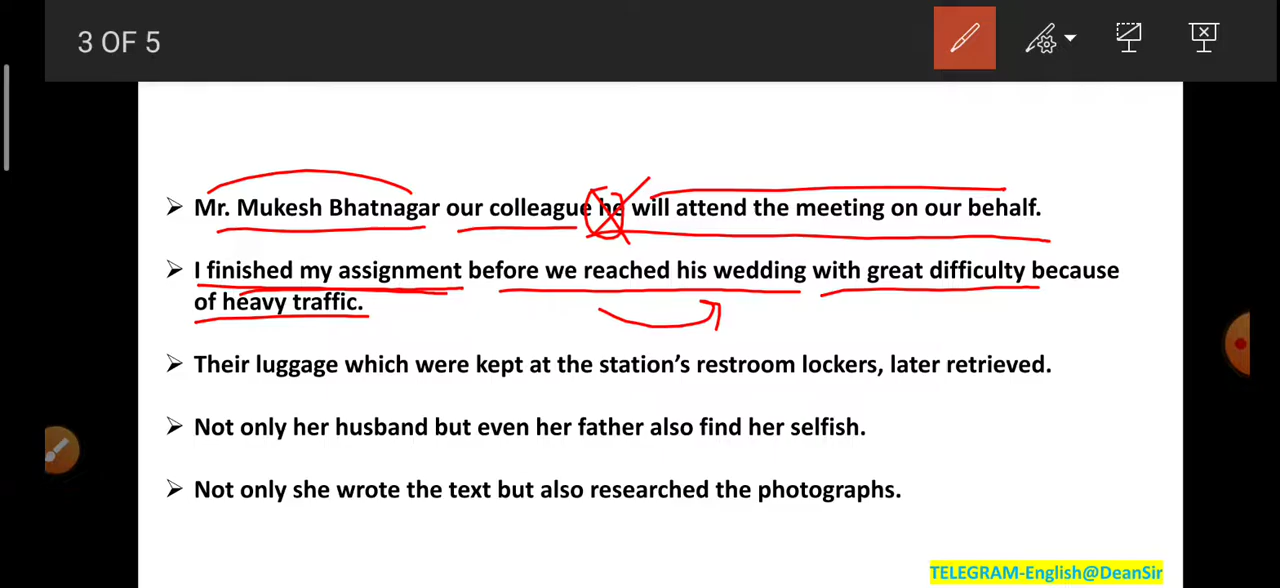 3 OF 5
➢ Mr. Mukesh Bhatnagar our colleague he will attend the meeting on our behalf.
➢ I finished my assignment before we reached his wedding with great difficulty because
of heavy traffic.
➢ Their luggage which were kept at the station's restroom lockers, later retrieved.
➢ Not only her husband but even her father also find her selfish.
➢ Not only she wrote the text but also researched the photographs.
TELEGRAM-English@DeanSir